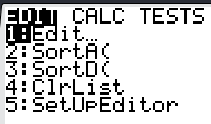 EDIT CALC TESTS
1:Edit…
2:SortA(
3:SortD(
4:ClrList
5:SetUpEditor